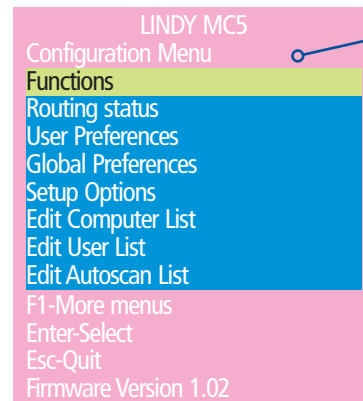 LINDY MC5
Configuration Menu
Functions
Routing status
User Preferences
Global Preferences
Setup Options
Edit Computer List
Edit User List
Edit Autoscan List
F1-More menus
Enter-Select
Esc-Quit
Firmware Version 1.02